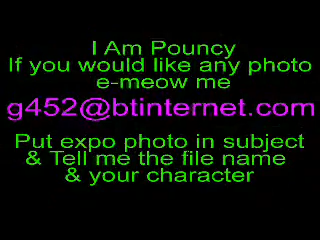 I Am Pouncy
If you would like any photo
e-meow me
g452@btinternet.com
Put expo photo in subject
& Tell me the file name
& your character